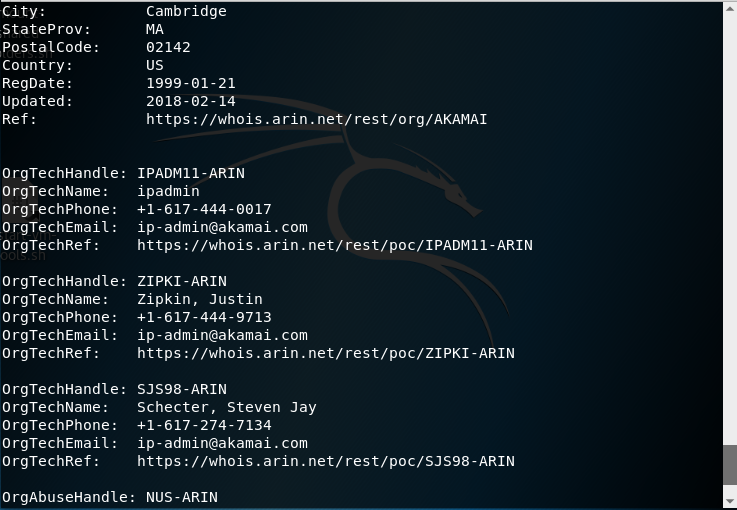 City:           Cambridge
StateProv:      MA
PostalCode:     02142
Country:        US
RegDate:        1999-01-21
Updated:        2018-02-14
Ref:            https://whois.arin.net/rest/org/AKAMAI
OrgTechHandle: IPADM11-ARIN
OrgTechName:   ipadmin
OrgTechPhone:  +1-617-444-0017
OrgTechEmail:  ip-admin@akamai.com
OrgTechRef:    https://whois.arin.net/rest/poc/IPADM11-ARIN
OrgTechHandle: ZIPKI-ARIN
OrgTechName:   Zipkin, Justin
OrgTechPhone:  +1-617-444-9713
OrgTechEmail:  ip-admin@akamai.com
OrgTechRef:    https://whois.arin.net/rest/poc/ZIPKI-ARIN
OrgTechHandle: SJS98-ARIN
OrgTechName:   Schecter, Steven Jay
OrgTechPhone:  +1-617-274-7134
OrgTechEmail:  ip-admin@akamai.com
OrgTechRef:    https://whois.arin.net/rest/poc/SJS98-ARIN
OrgAbuseHandle: NUS-ARIN